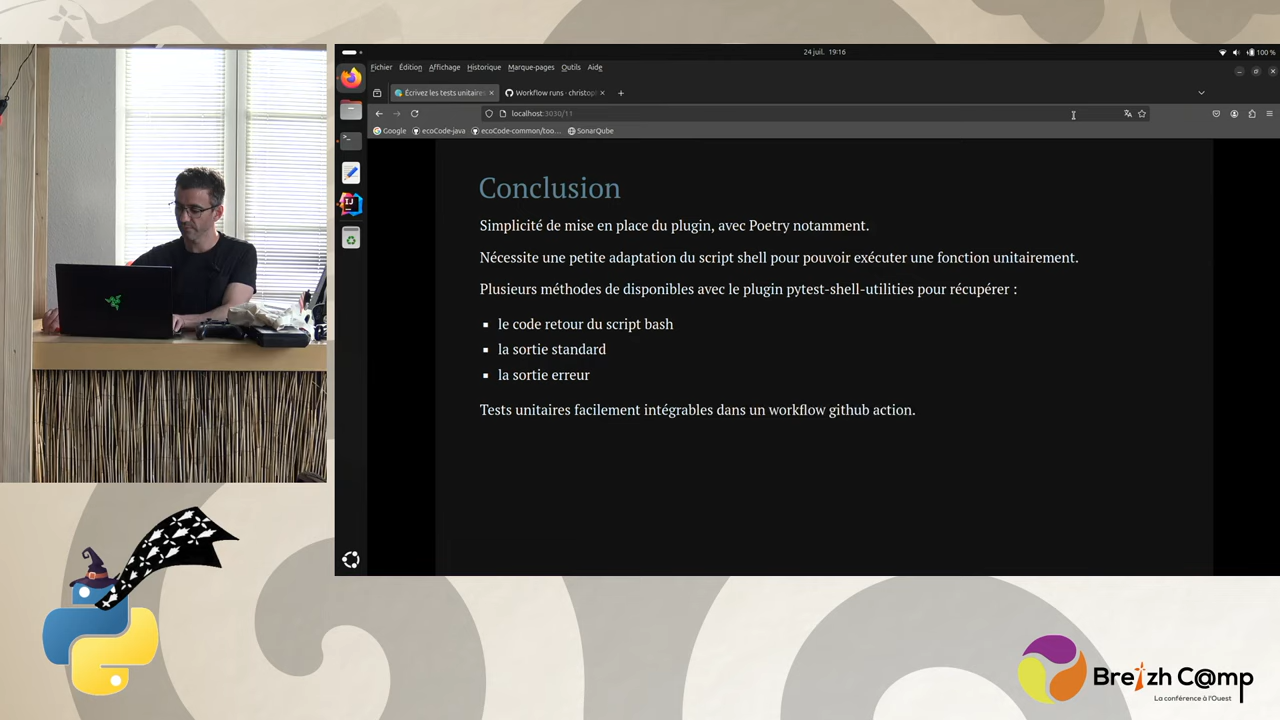 24 juil. 19:16
Fichier Édition Affichage Historique Marque-pages Outils Aide
Écrivez les tests unitaires
Workflow runs · christop
localhost:3030/
Google ecoCode-java ecoCode-common/too... SonarQube
Conclusion
Simplicité de mise en place du plugin avec Poetry notamment.
Nécessite une petite adaptation du script shell pour pouvoir exécuter une fonction unitairement.
Plusieurs méthodes de disponibles avec le plugin pytest-shell-utilities pour récupérer :
le code retour du script bash
la sortie standard
la sortie erreur
Tests unitaires facilement intégrables dans un workflow github action.
IJ
Breizh C@mp
La conférence à l'Ouest